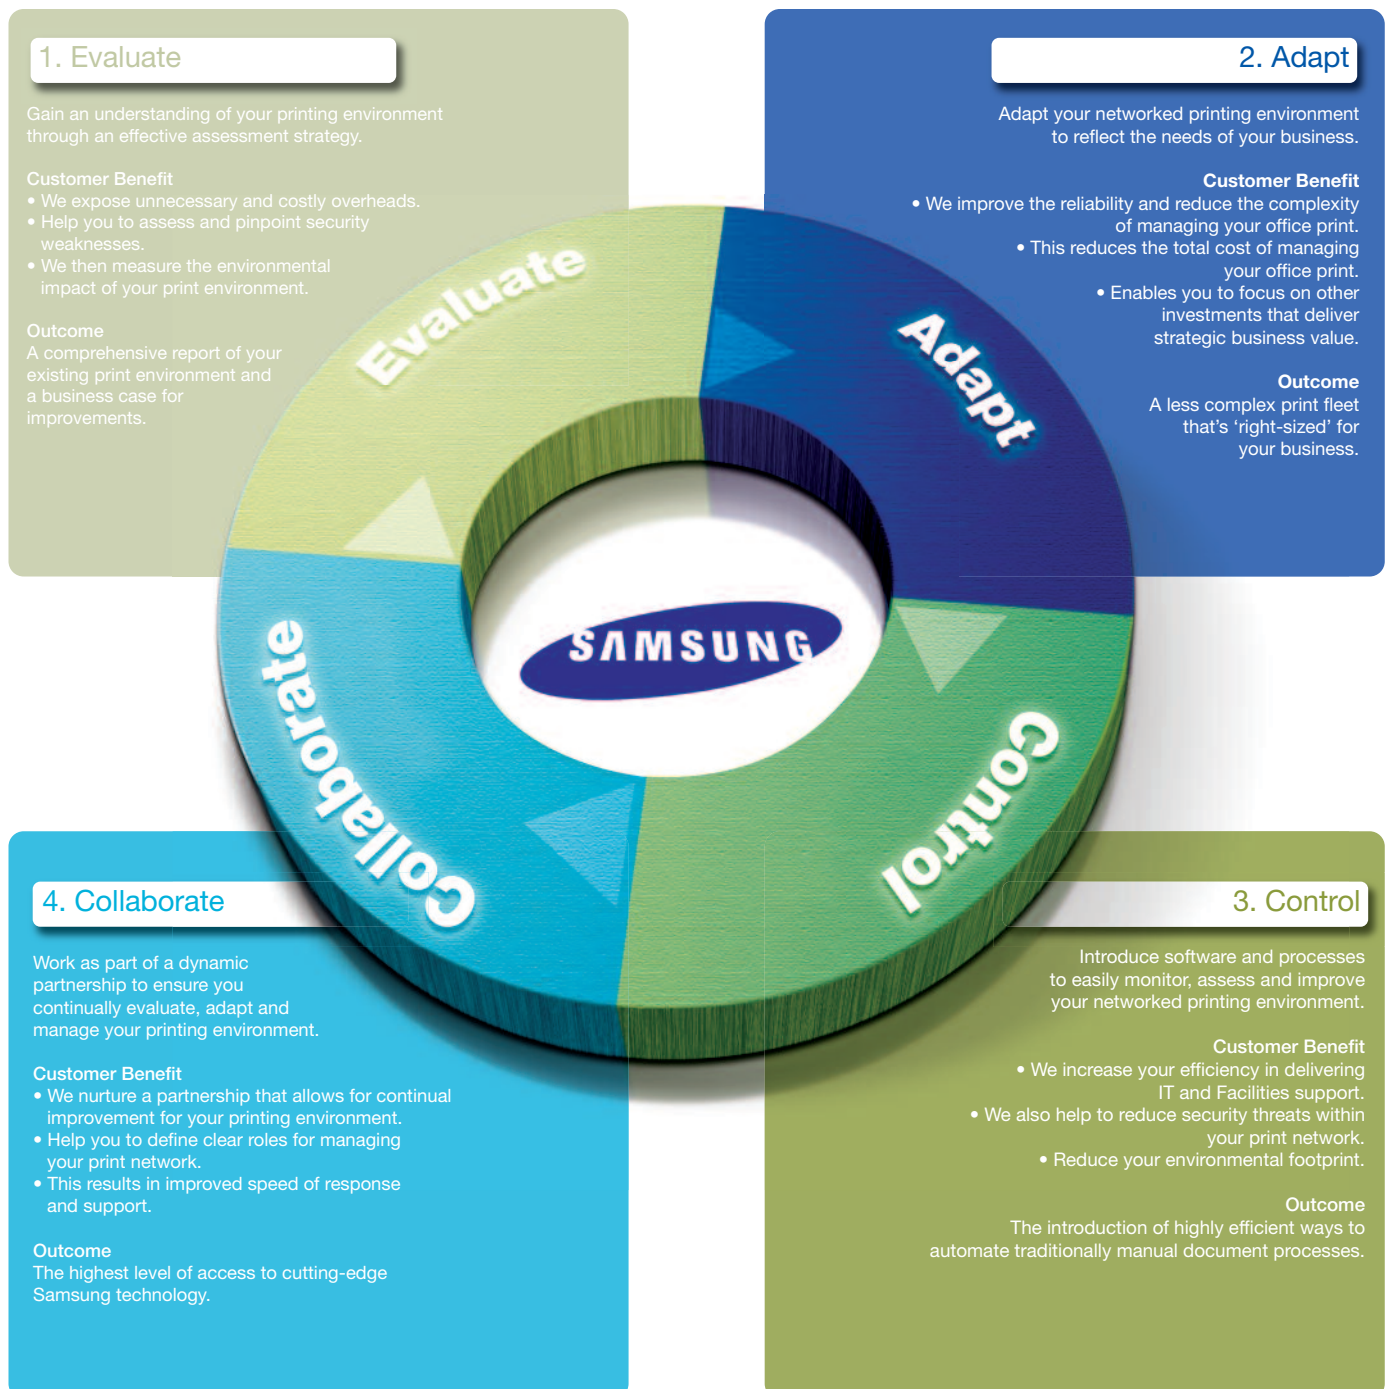 1. Evaluate
Gain an understanding of your printing environment
through an effective assessment strategy.
Customer Benefit
• We expose unnecessary and costly overheads.
• Help you to assess and pinpoint security
weaknesses.
• We then measure the environmental
impact of your print environment.
Outcome
A comprehensive report of your
existing print environment and
a business case for
improvements.
2. Adapt
Adapt your networked printing environment
to reflect the needs of your business.
Customer Benefit
• We improve the reliability and reduce the complexity
of managing your office print.
• This reduces the total cost of managing
your office print.
• Enables you to focus on other
investments that deliver
strategic business value.
Outcome
A less complex print fleet
that's ‘right-sized’ for
your business.
Evaluate
Adapt
SAMSUNG
Collaborate
Control
4. Collaborate
Work as part of a dynamic
partnership to ensure you
continually evaluate, adapt and
manage your printing environment.
Customer Benefit
• We nurture a partnership that allows for continual
improvement for your printing environment.
• Help you to define clear roles for managing
your print network.
• This results in improved speed of response
and support.
Outcome
The highest level of access to cutting-edge
Samsung technology.
3. Control
Introduce software and processes
to easily monitor, assess and improve
your networked printing environment.
Customer Benefit
• We increase your efficiency in delivering
IT and Facilities support.
• We also help to reduce security threats within
your print network.
• Reduce your environmental footprint.
Outcome
The introduction of highly efficient ways to
automate traditionally manual document processes.